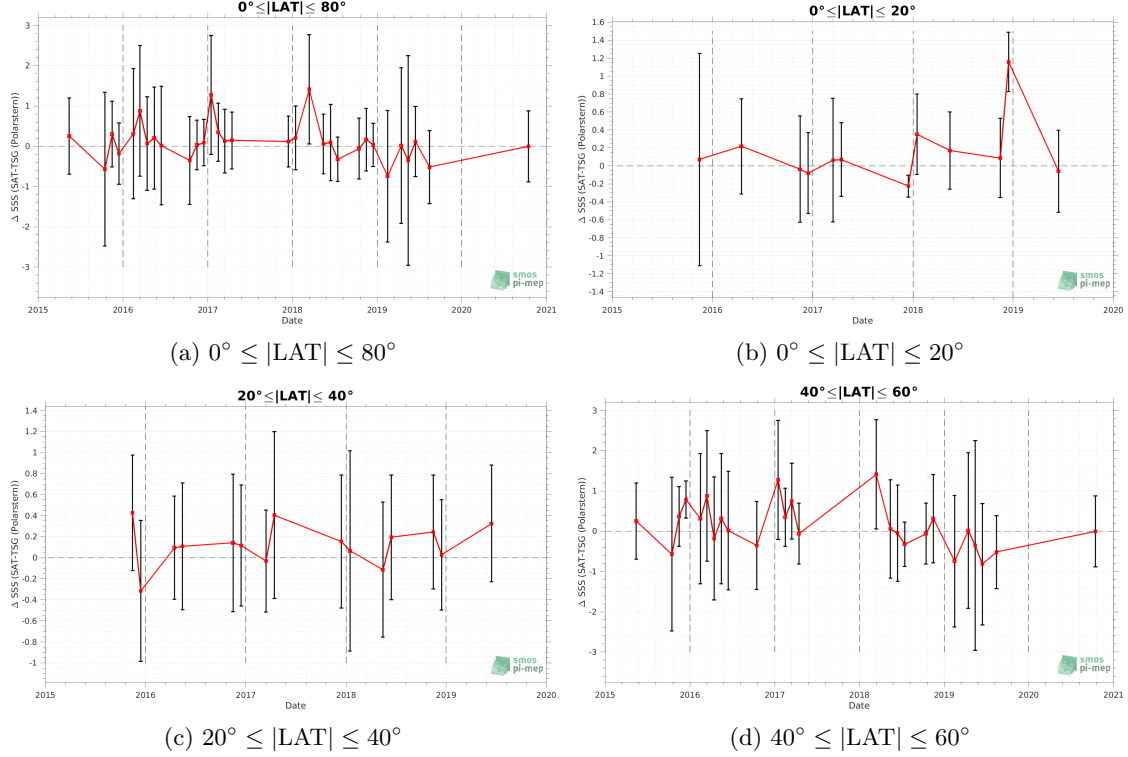 0°≤|LAT|≤ 80°
Δ SSS (SAT-TSG (Polarstern))
3
2
1
0
-1
-2
-3
2015 2016 2017 2018 2019 2020 2021
Date
smos
pi-mep
(a) 0° ≤ |LAT| ≤ 80°
0°≤|LAT|≤ 20°
Δ SSS (SAT-TSG (Polarstern))
1.6
1.4
1.2
1
0.8
0.6
0.4
0.2
0
-0.2
-0.4
-0.6
-0.8
-1
-1.2
-1.4
2015 2016 2017 2018 2019 2020
Date
smos
pi-mep
(b) 0° ≤ |LAT| ≤ 20°
20°≤|LAT|≤ 40°
Δ SSS (SAT-TSG (Polarstern))
1.4
1.2
1
0.8
0.6
0.4
0.2
0
-0.2
-0.4
-0.6
-0.8
-1
2015 2016 2017 2018 2019 2020
Date
smos
pi-mep
(c) 20° ≤ |LAT| ≤ 40°
40°≤|LAT|≤ 60°
Δ SSS (SAT-TSG (Polarstern))
3
2
1
0
-1
-2
-3
2015 2016 2017 2018 2019 2020 2021
Date
smos
pi-mep
(d) 40° ≤ |LAT| ≤ 60°